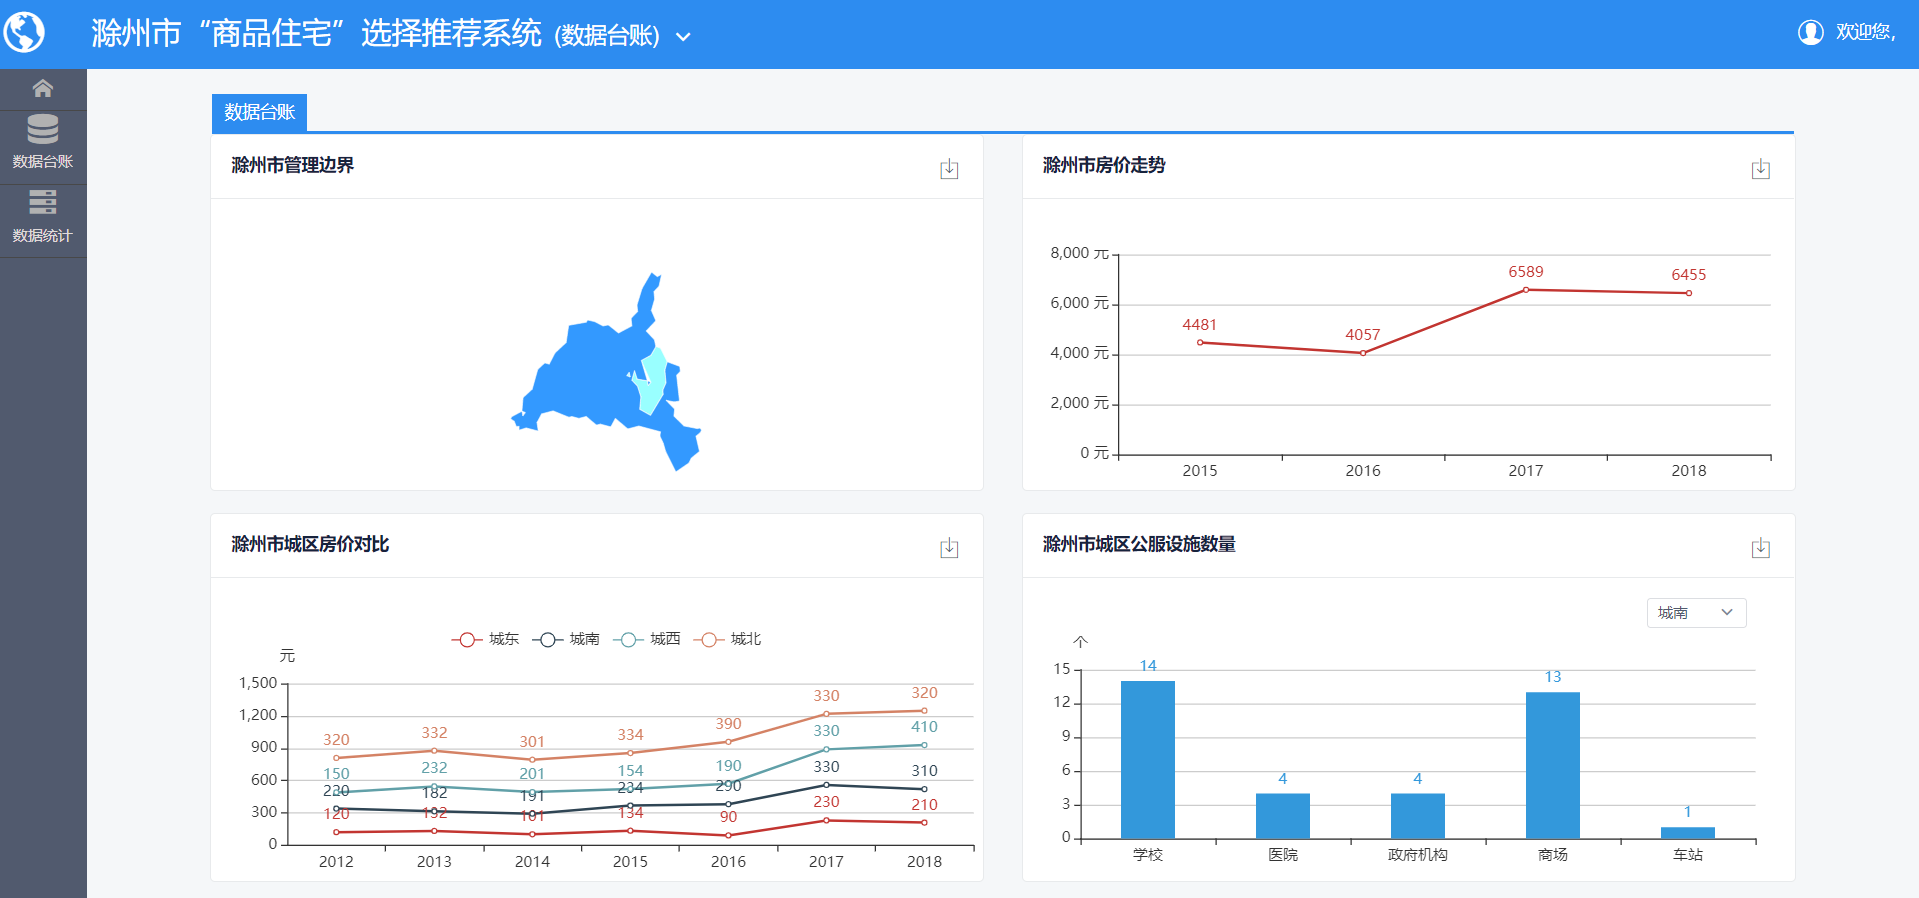 滁州市“商品住宅”选择推荐系统 (数据台账)
欢迎您,
数据台账
数据统计
数据台账
滁州市管理边界
滁州市房价走势
8,000 元
6,000 元
4,000 元
2,000 元
0 元
4481
4057
6589
6455
2015 2016 2017 2018
滁州市城区房价对比
城东 城南 城西 城北
元
1,500
1,200
900
600
300
0
320 332 301 334 390 330 320
150 232 201 154 190 330 410
220 182 191 234 290 330 310
120 132 101 134 90 230 210
2012 2013 2014 2015 2016 2017 2018
滁州市城区公服设施数量
城南
个
15
12
9
6
3
0
14 4 4 13 1
学校 医院 政府机构 商场 车站